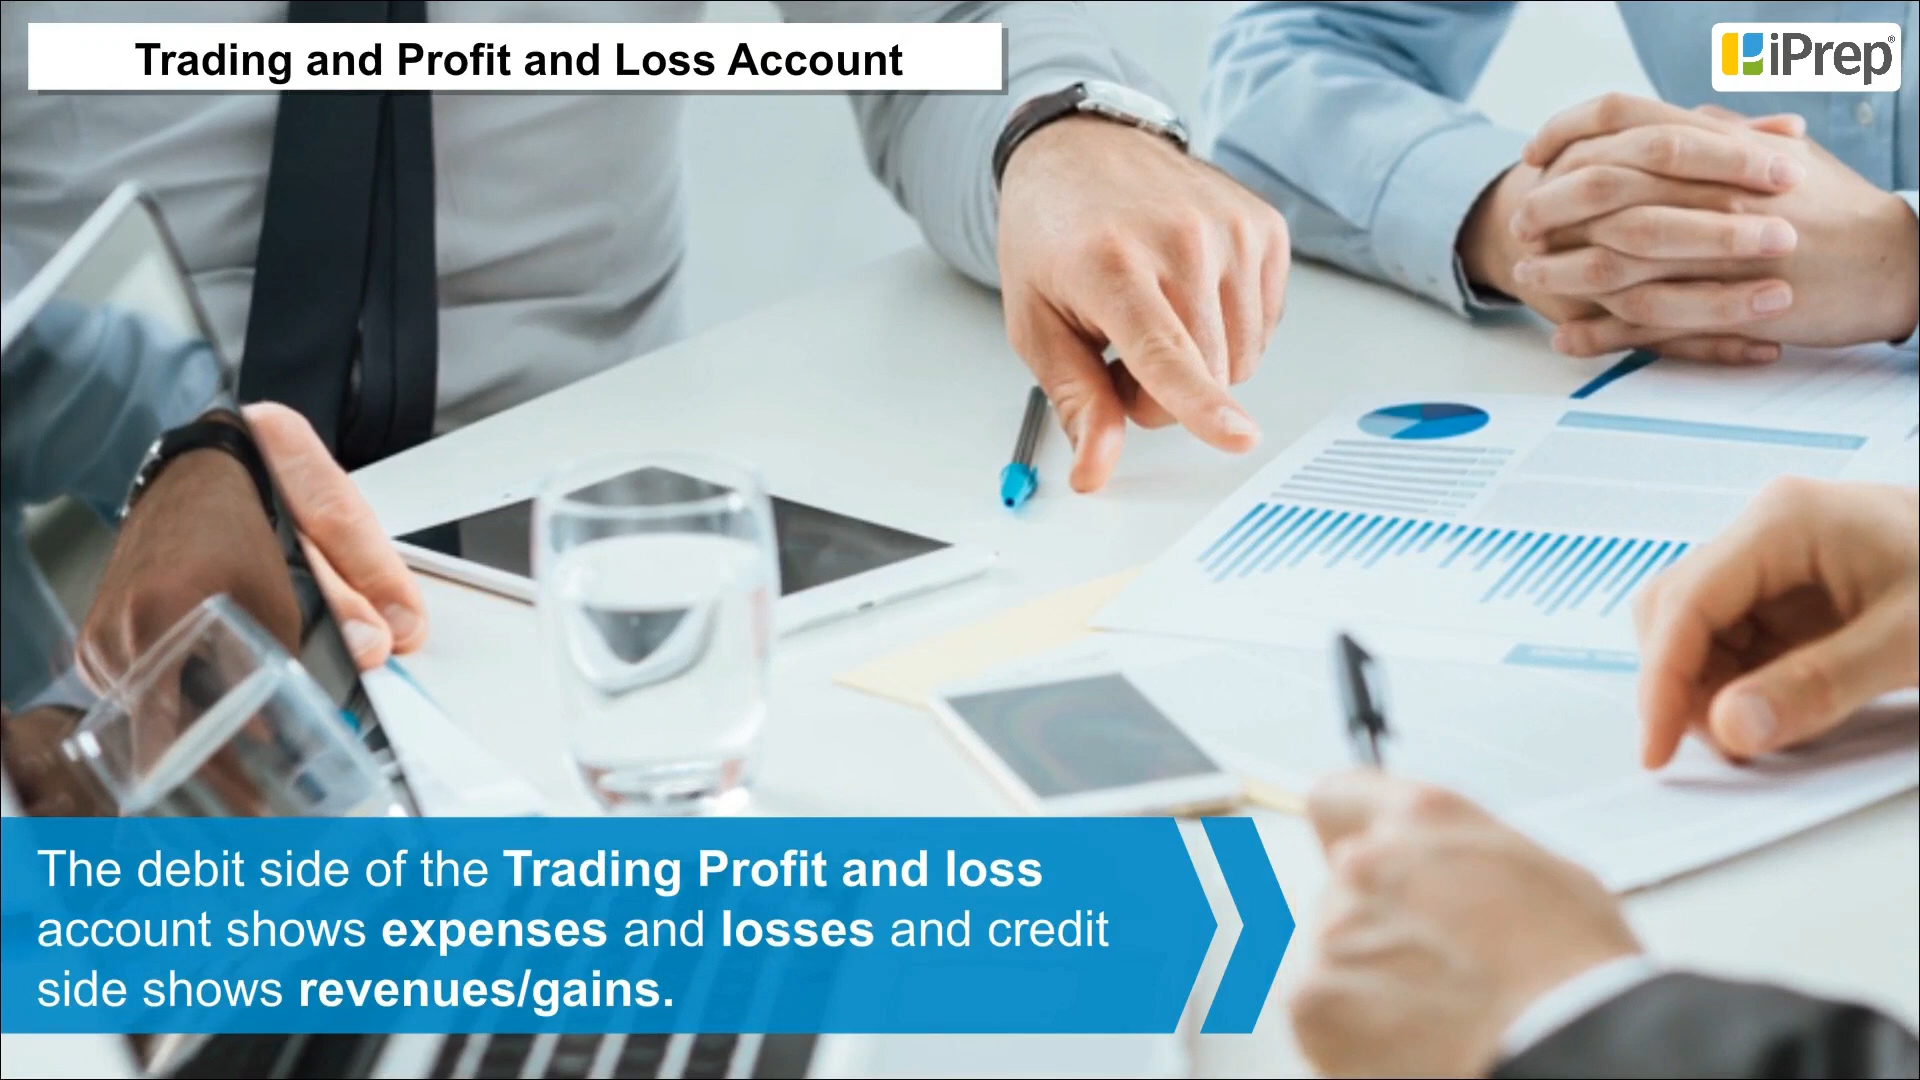 Trading and Profit and Loss Account
iPrep®
The debit side of the Trading Profit and loss
account shows expenses and losses and credit
side shows revenues/gains.